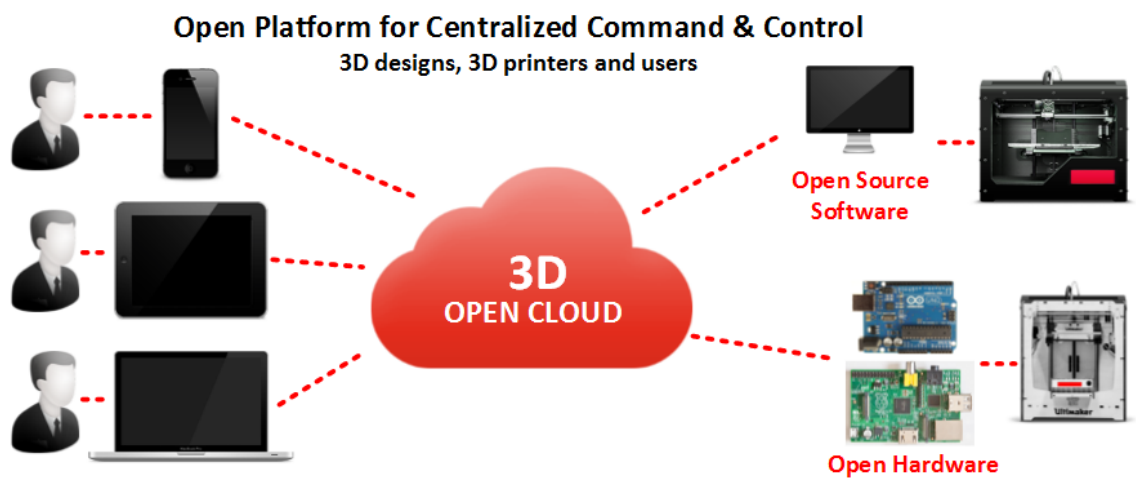 Open Platform for Centralized Command & Control
3D designs, 3D printers and users
Open Source
Software
3D
OPEN CLOUD
Ultimaker
Open Hardware